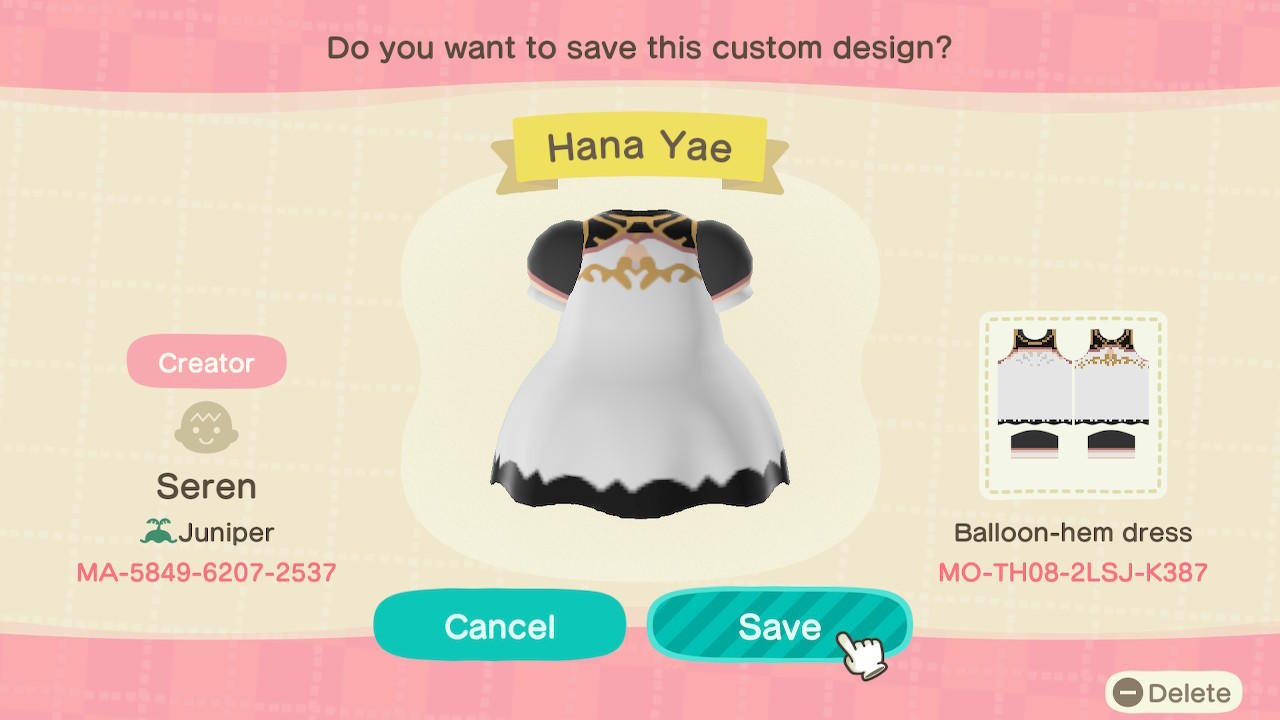 Do you want to save this custom design?
Hana Yae
Creator
Seren
Juniper
MA-5849-6207-2537
Balloon-hem dress
MO-TH08-2LSJ-K387
Cancel
Save
Delete